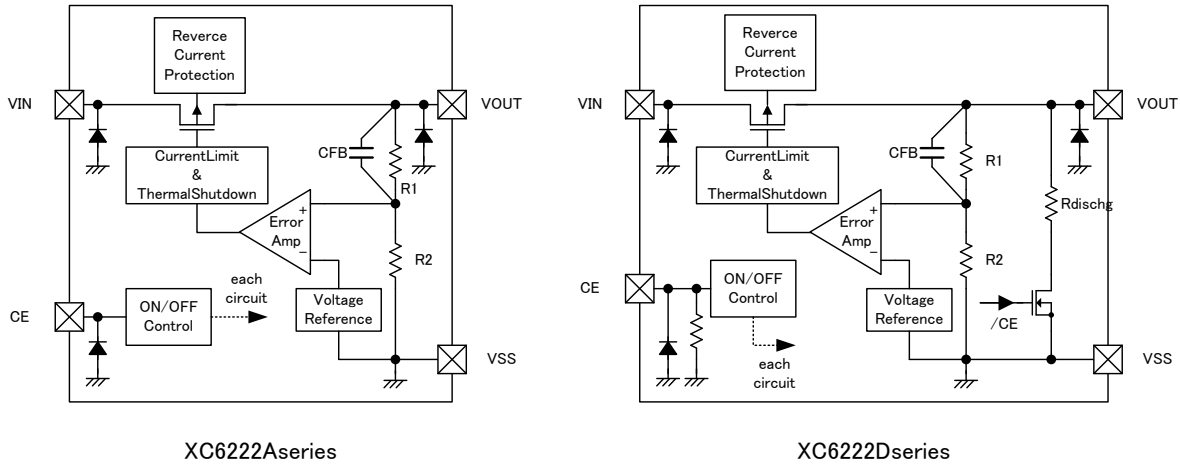 Reverce
Current
Protection
VIN
VOUT
CurrentLimit
&
ThermalShutdown
CFB
R1
+
Error
Amp
−
R2
each
circuit
CE
ON/OFF
Control
Voltage
Reference
VSS
XC6222Aseries
Reverce
Current
Protection
VIN
VOUT
CurrentLimit
&
ThermalShutdown
CFB
R1
Rdischg
+
Error
Amp
−
R2
CE
ON/OFF
Control
Voltage
Reference
/CE
each
circuit
VSS
XC6222Dseries